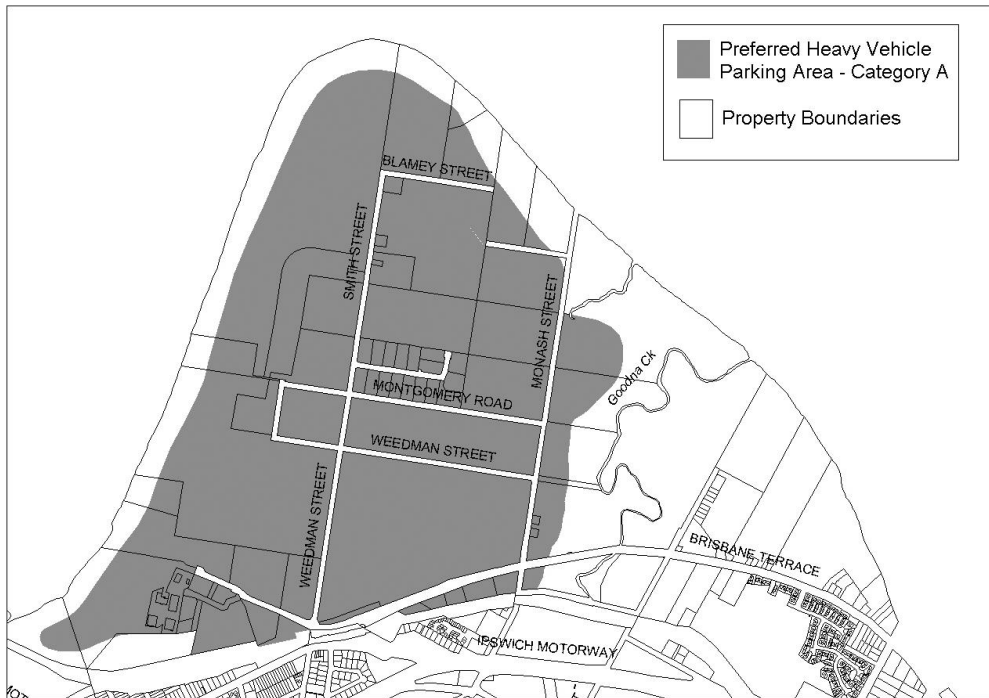 Preferred Heavy Vehicle
Parking Area - Category A
Property Boundaries
BLAMEY STREET
SMITH STREET
MONASH STREET
Goodna Ck
MONTGOMERY ROAD
WEEDMAN STREET
WEEDMAN STREET
BRISBANE TERRACE
IPSWICH MOTORWAY